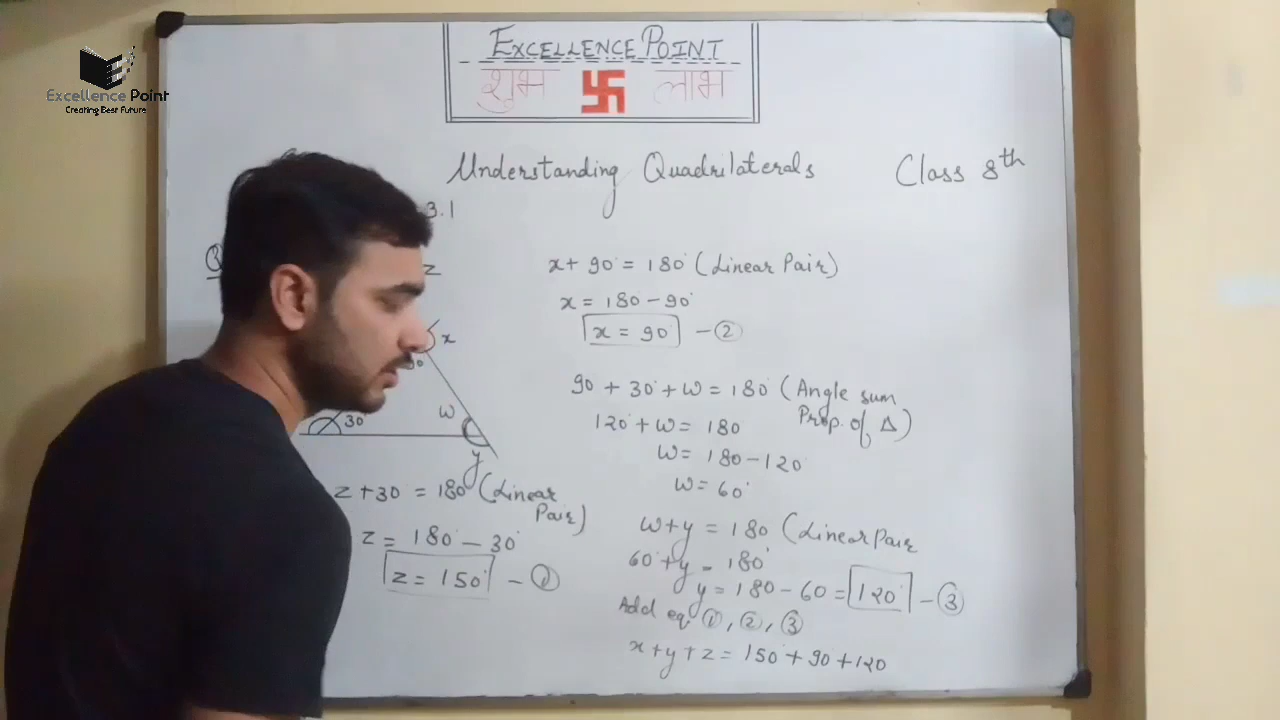 Excellence Point
Creating Best Future
EXCELLENCE POINT
शुभ 卐 लाभ
Understanding Quadrilaterals Class 8th
3.1
Q
z
x
30°
w
y
z + 30° = 180° (Linear
Pair)
z = 180° - 30°
z = 150° - ①
x + 90° = 180° (Linear Pair)
x = 180° - 90°
x = 90° - ②
90 + 30° + w = 180° (Angle sum
Prop. of Δ)
120° + w = 180
w = 180 - 120°
w = 60°
w + y = 180 (Linear Pair
60° + y = 180°
y = 180 - 60 = 120° - ③
Add eq ①, ②, ③
x + y + z = 150° + 90° + 120